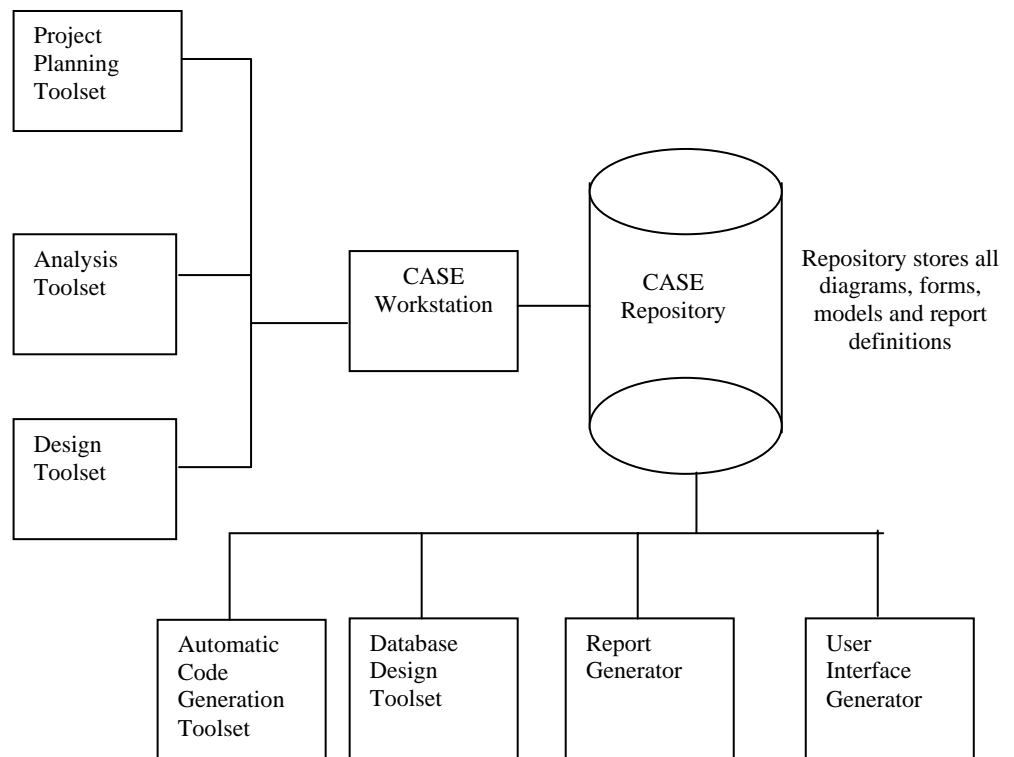 Project
Planning
Toolset
Analysis
Toolset
Design
Toolset
CASE
Workstation
CASE
Repository
Repository stores all
diagrams, forms,
models and report
definitions
Automatic
Code
Generation
Toolset
Database
Design
Toolset
Report
Generator
User
Interface
Generator